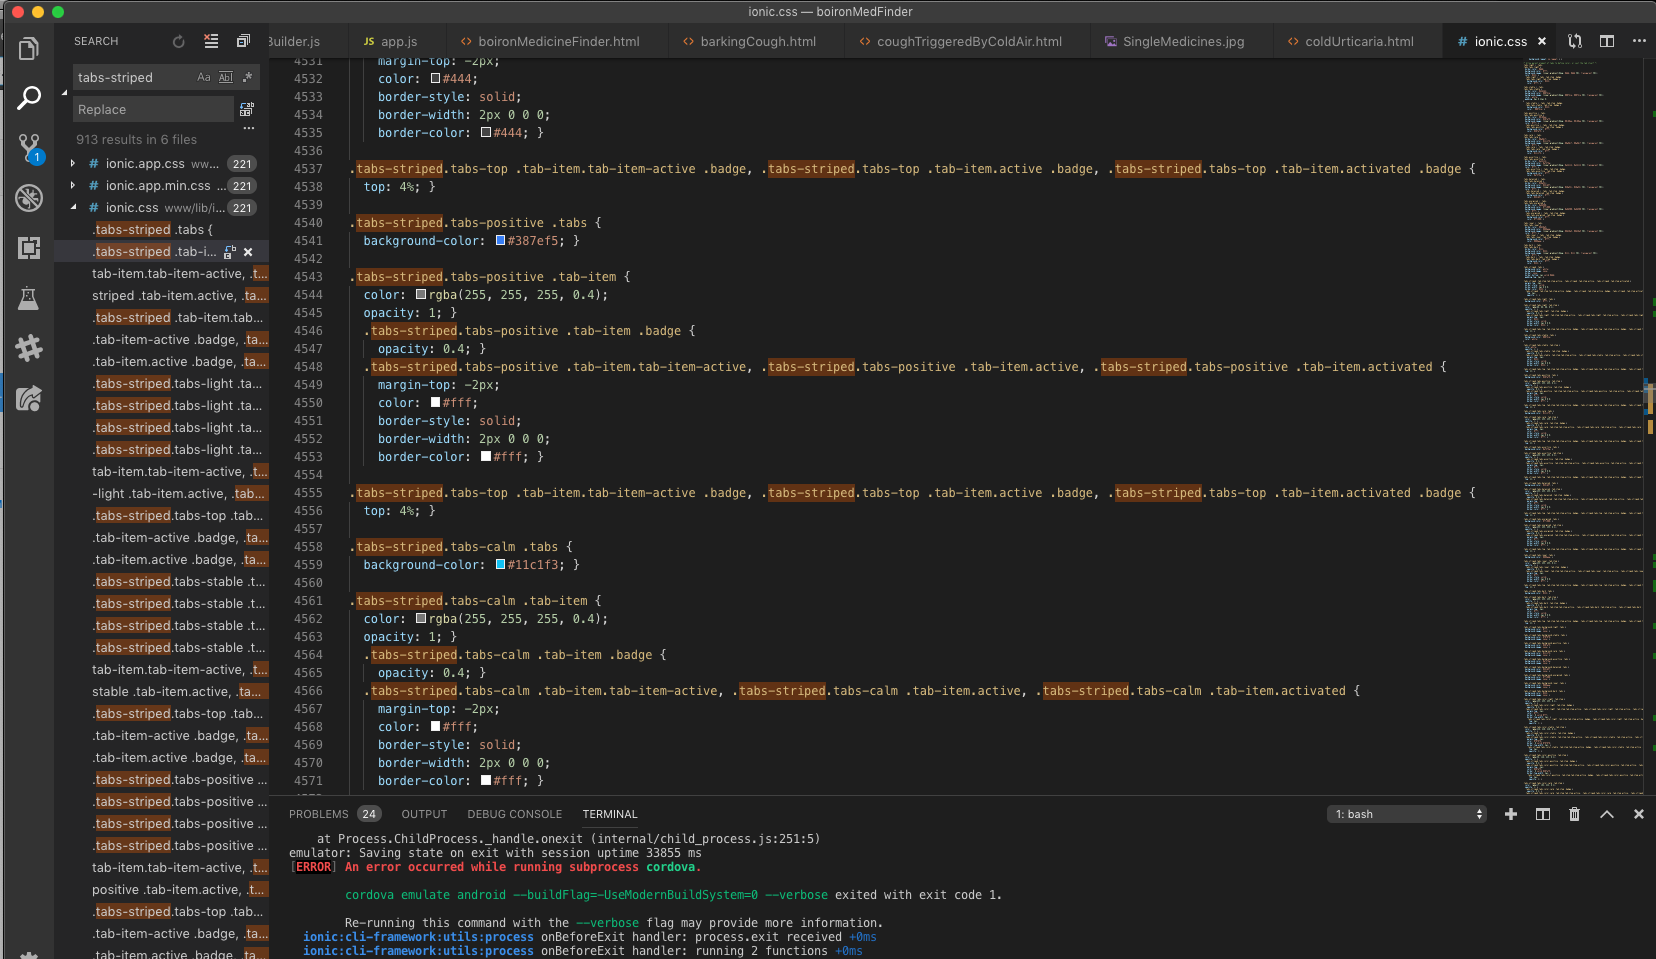 ionic.css — boironMedFinder
SEARCH
Builder.js
JS app.js
<> boironMedicineFinder.html
<> barkingCough.html
<> coughTriggeredByColdAir.html
SingleMedicines.jpg
<> coldUrticaria.html
# ionic.css ×
tabs-striped
Aa Abl .*
Replace
913 results in 6 files
1
# ionic.app.css ww... 221
# ionic.app.min.css ... 221
# ionic.css www/lib/i... 221
.tabs-striped .tabs {
.tabs-striped .tab-i...
tab-item.tab-item-active, .t...
striped .tab-item.active, .ta...
.tabs-striped .tab-item.tab...
.tab-item-active .badge, .ta...
.tab-item.active .badge, .ta...
.tabs-striped.tabs-light .ta...
.tabs-striped.tabs-light .ta...
.tabs-striped.tabs-light .ta...
.tabs-striped.tabs-light .ta...
tab-item.tab-item-active, .t...
-light .tab-item.active, .tab...
.tabs-striped.tabs-top .tab...
.tab-item-active .badge, .ta...
.tab-item.active .badge, .ta...
.tabs-striped.tabs-stable .t...
.tabs-striped.tabs-stable .t...
.tabs-striped.tabs-stable .t...
.tabs-striped.tabs-stable .t...
tab-item.tab-item-active, .t...
stable .tab-item.active, .ta...
.tabs-striped.tabs-top .tab...
.tab-item-active .badge, .ta...
.tab-item.active .badge, .ta...
.tabs-striped.tabs-positive ...
.tabs-striped.tabs-positive ...
.tabs-striped.tabs-positive ...
.tabs-striped.tabs-positive ...
tab-item.tab-item-active, .t...
positive .tab-item.active, .t...
.tabs-striped.tabs-top .tab...
.tab-item-active .badge, .ta...
.tab-item.active .badge, .ta...
4531 margin-top: -2px;
4532 color: #444;
4533 border-style: solid;
4534 border-width: 2px 0 0 0;
4535 border-color: #444; }
4536
4537 .tabs-striped.tabs-top .tab-item.tab-item-active .badge, .tabs-striped.tabs-top .tab-item.active .badge, .tabs-striped.tabs-top .tab-item.activated .badge {
4538 top: 4%; }
4539
4540 .tabs-striped.tabs-positive .tabs {
4541 background-color: #387ef5; }
4542
4543 .tabs-striped.tabs-positive .tab-item {
4544 color: rgba(255, 255, 255, 0.4);
4545 opacity: 1; }
4546 .tabs-striped.tabs-positive .tab-item .badge {
4547 opacity: 0.4; }
4548 .tabs-striped.tabs-positive .tab-item.tab-item-active, .tabs-striped.tabs-positive .tab-item.active, .tabs-striped.tabs-positive .tab-item.activated {
4549 margin-top: -2px;
4550 color: #fff;
4551 border-style: solid;
4552 border-width: 2px 0 0 0;
4553 border-color: #fff; }
4554
4555 .tabs-striped.tabs-top .tab-item.tab-item-active .badge, .tabs-striped.tabs-top .tab-item.active .badge, .tabs-striped.tabs-top .tab-item.activated .badge {
4556 top: 4%; }
4557
4558 .tabs-striped.tabs-calm .tabs {
4559 background-color: #11c1f3; }
4560
4561 .tabs-striped.tabs-calm .tab-item {
4562 color: rgba(255, 255, 255, 0.4);
4563 opacity: 1; }
4564 .tabs-striped.tabs-calm .tab-item .badge {
4565 opacity: 0.4; }
4566 .tabs-striped.tabs-calm .tab-item.tab-item-active, .tabs-striped.tabs-calm .tab-item.active, .tabs-striped.tabs-calm .tab-item.activated {
4567 margin-top: -2px;
4568 color: #fff;
4569 border-style: solid;
4570 border-width: 2px 0 0 0;
4571 border-color: #fff; }
PROBLEMS 24 OUTPUT DEBUG CONSOLE TERMINAL 1: bash
at Process.ChildProcess._handle.onexit (internal/child_process.js:251:5)
emulator: Saving state on exit with session uptime 33855 ms
[ERROR] An error occurred while running subprocess cordova.
cordova emulate android --buildFlag=-UseModernBuildSystem=0 --verbose exited with exit code 1.
Re-running this command with the --verbose flag may provide more information.
ionic:cli-framework:utils:process onBeforeExit handler: process.exit received +0ms
ionic:cli-framework:utils:process onBeforeExit handler: running 2 functions +0ms